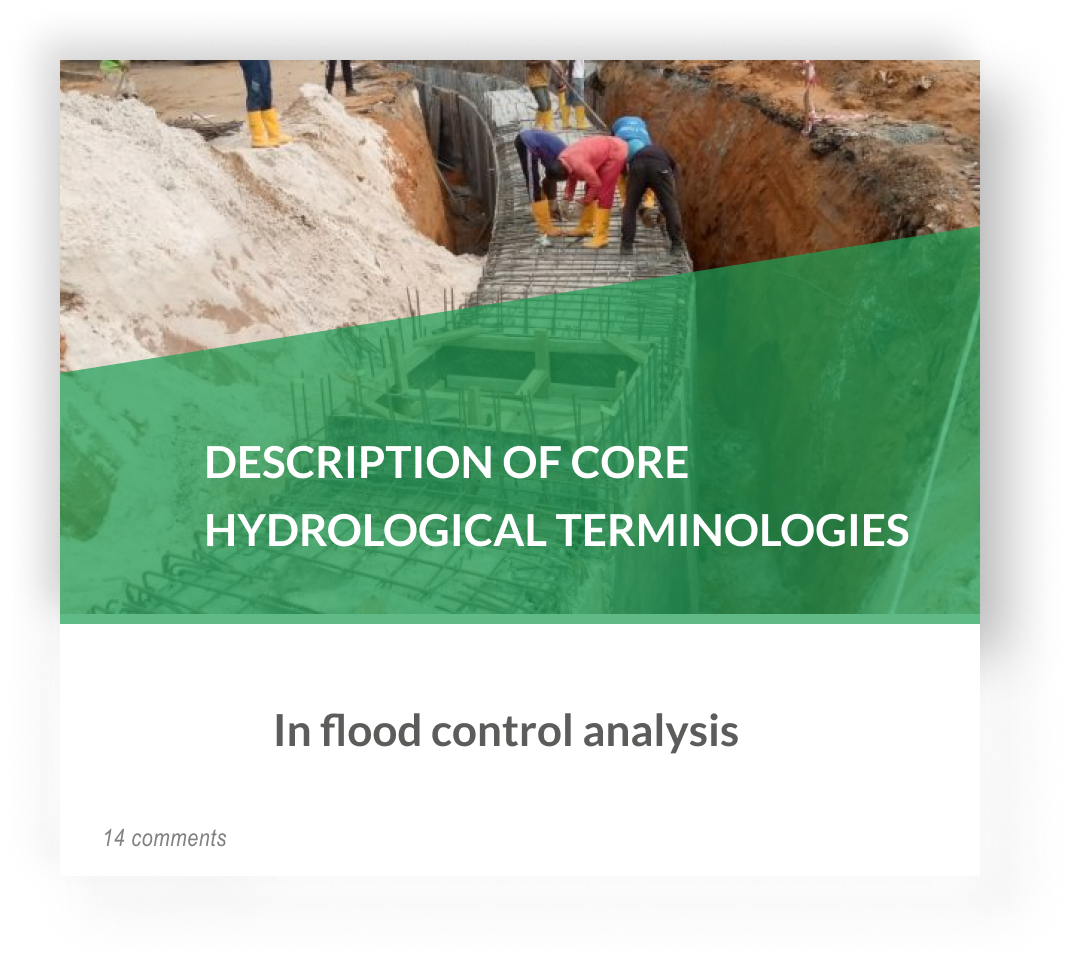 DESCRIPTION OF CORE
HYDROLOGICAL TERMINOLOGIES
In flood control analysis
14 comments